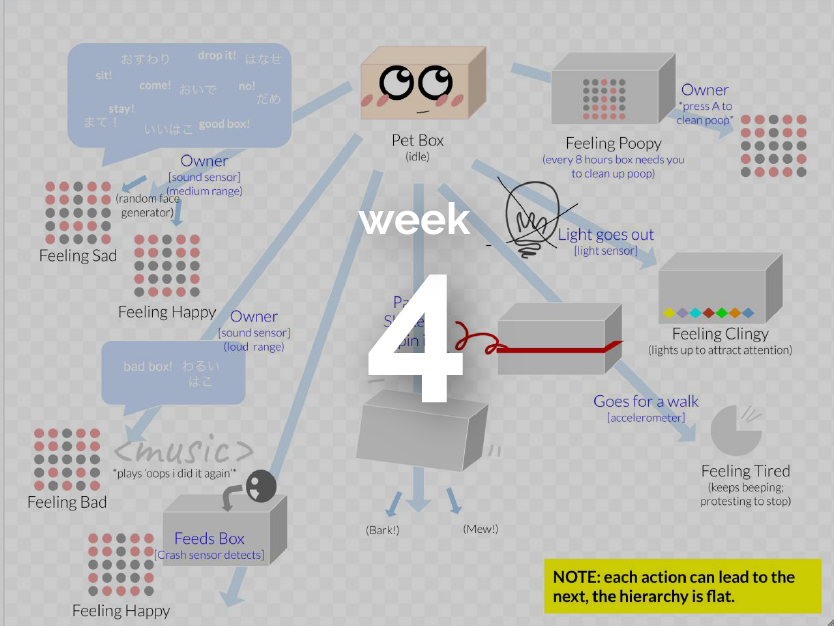 おすわり drop it! はなせ
sit!
come! おいで no!
だめ
stay!
まて! いいはこ good box!
Owner
[sound sensor]
(medium range)
(random face
generator)
Feeling Sad
Feeling Happy
Pet Box
(idle)
Feeling Poopy
(every 8 hours box needs you
to clean up poop)
Owner
*press A to
clean poop*
week
4
Light goes out
[light sensor]
Feeling Clingy
(lights up to attract attention)
Owner
[sound sensor]
(loud range)
bad box! わるい
はこ
<music>
*plays 'oops i did it again'*
Feeling Bad
Feeds Box
[Crash sensor detects]
Feeling Happy
(Bark!)
(Mew!)
Goes for a walk
[accelerometer]
Feeling Tired
(keeps beeping;
protesting to stop)
NOTE: each action can lead to the
next, the hierarchy is flat.